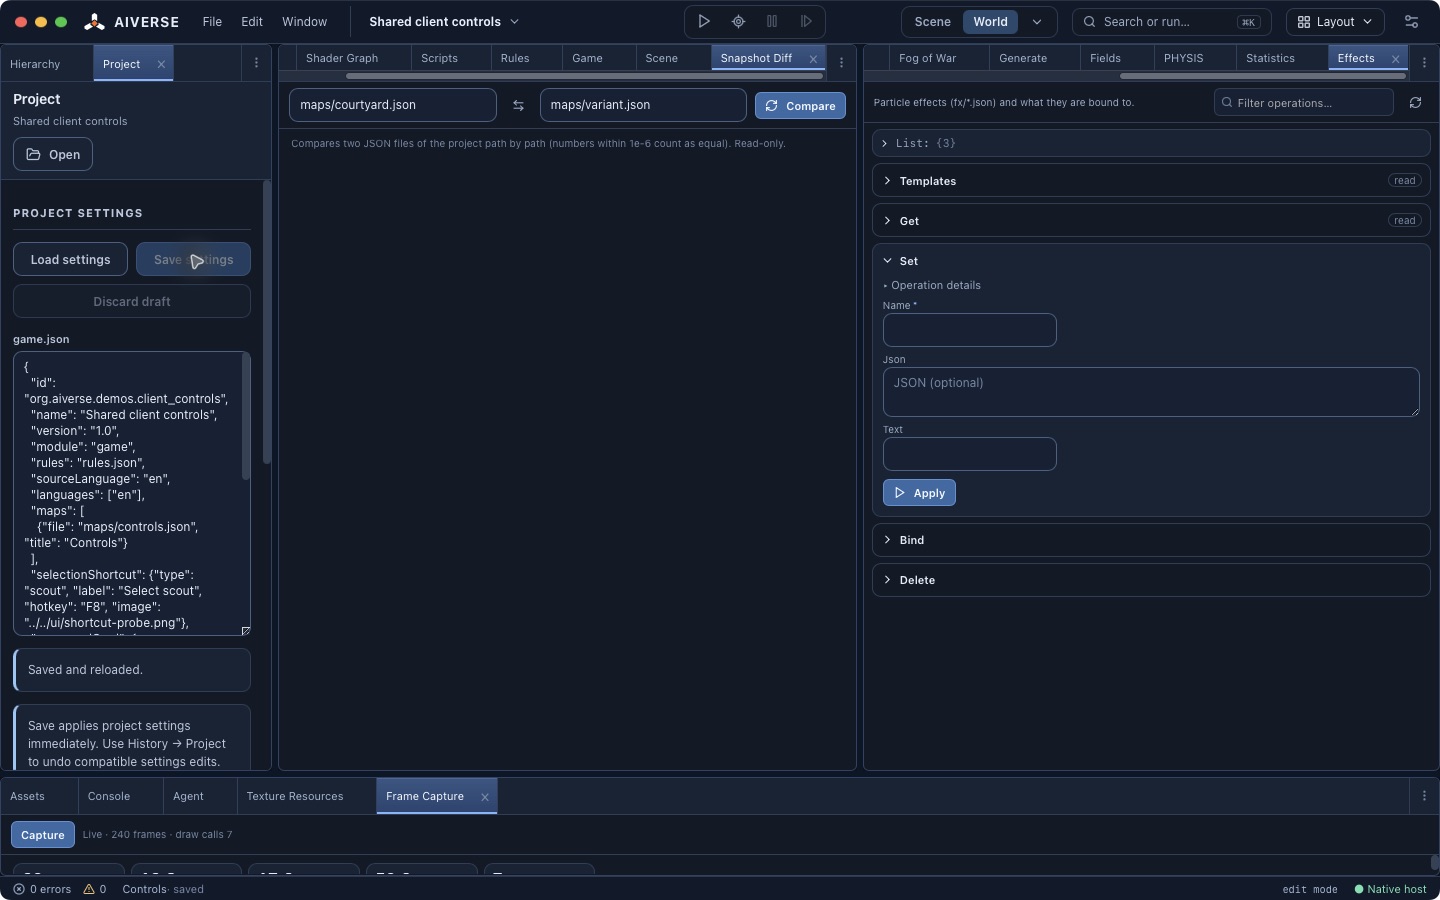 AIVERSE File Edit Window Shared client controls Scene World Search or run... ⌘K Layout
Hierarchy Project
Project
Shared client controls
Open
PROJECT SETTINGS
Load settings
Discard draft
game.json
{
"id":
"org.aiverse.demos.client_controls",
"name": "Shared client controls",
"version": "1.0",
"module": "game",
"rules": "rules.json",
"sourceLanguage": "en",
"languages": ["en"],
"maps": [
{"file": "maps/controls.json",
"title": "Controls"}
],
"selectionShortcut": {"type":
"scout", "label": "Select scout",
"hotkey": "F8", "image":
"../../ui/shortcut-probe.png"},
Saved and reloaded.
Save applies project settings
immediately. Use History → Project
to undo compatible settings edits.
Shader Graph Scripts Rules Game Scene Snapshot Diff
maps/courtyard.json maps/variant.json Compare
Compares two JSON files of the project path by path (numbers within 1e-6 count as equal). Read-only.
Fog of War Generate Fields PHYSIS Statistics Effects
Particle effects (fx/*.json) and what they are bound to. Filter operations...
List: {3}
Templates read
Get read
Set
Operation details
Name *
Json
JSON (optional)
Text
Apply
Bind
Delete
Assets Console Agent Texture Resources Frame Capture
Capture Live · 240 frames · draw calls 7
0 errors 0 Controls · saved edit mode Native host